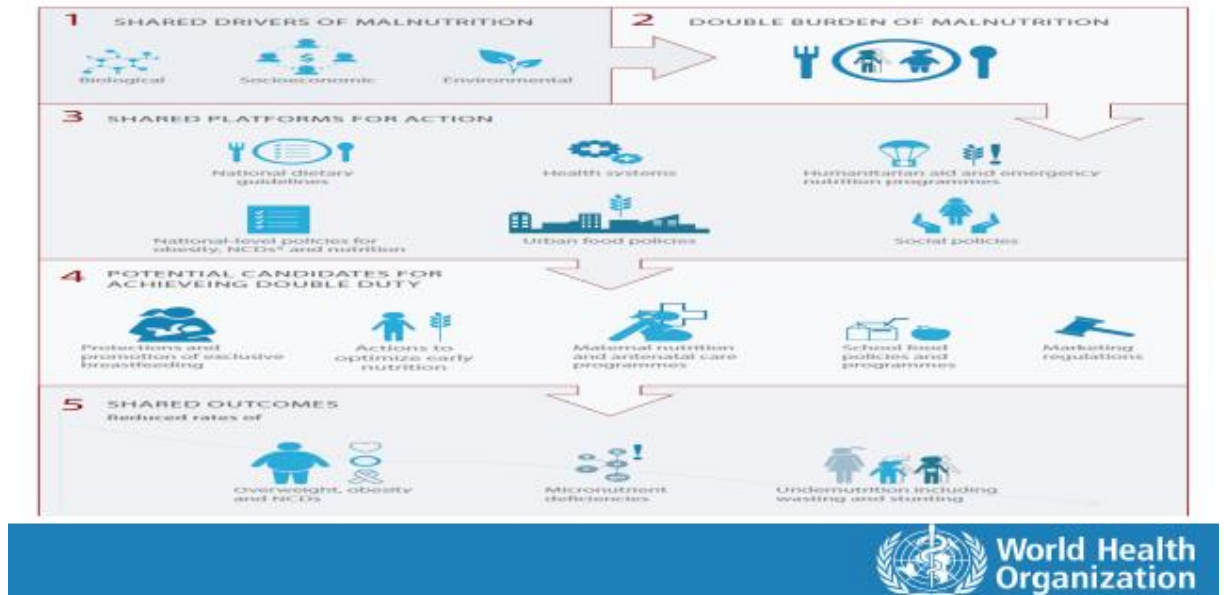 1 SHARED DRIVERS OF MALNUTRITION
Biological
Socioeconomic
Environmental
2 DOUBLE BURDEN OF MALNUTRITION
3 SHARED PLATFORMS FOR ACTION
National dietary
guidelines
Health systems
Humanitarian aid and emergency
nutrition programmes
National-level policies for
obesity, NCDs* and nutrition
Urban food policies
Social policies
4 POTENTIAL CANDIDATES FOR
ACHIEVEING DOUBLE DUTY
Protections and
promotion of exclusive
breastfeeding
Actions to
optimize early
nutrition
Maternal nutrition
and antenatal care
programmes
School food
policies and
programmes
Marketing
regulations
5 SHARED OUTCOMES
Reduced rates of
Overweight, obesity
and NCDs
Micronutrient
deficiencies
Undernutrition including
wasting and stunting
World Health
Organization